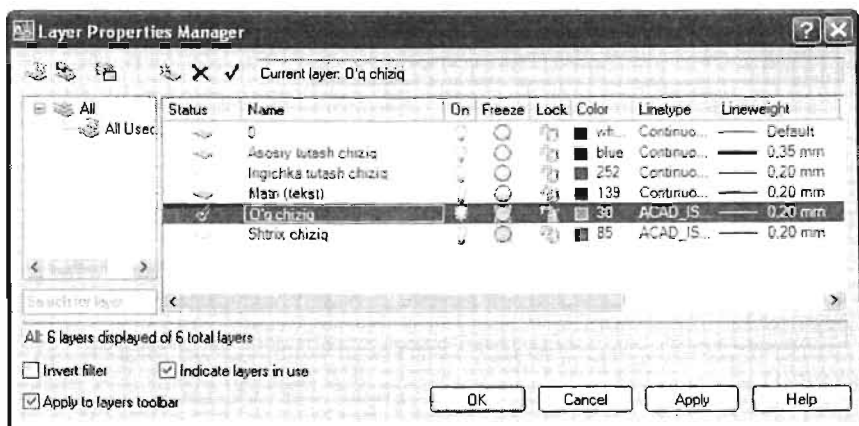 Layer Properties Manager
Current layer: O'q chiziq
All
All Used
Status Name On Freeze Lock Color Linetype Lineweight
0 wh... Continuo... Default
Asosiy tutash chiziq blue Continuo... 0,35 mm
Ingichka tutash chiziq 252 Continuo... 0,20 mm
Matn (tekst) 139 Continuo... 0,20 mm
O'q chiziq 30 ACAD_IS... 0,20 mm
Shtrix chiziq 85 ACAD_IS... 0,20 mm
Search for layer
All: 6 layers displayed of 6 total layers
Invert filter Indicate layers in use
Apply to layers toolbar OK Cancel Apply Help